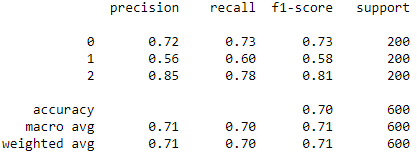 precision recall f1-score support
0 0.72 0.73 0.73 200
1 0.56 0.60 0.58 200
2 0.85 0.78 0.81 200
accuracy 0.70 600
macro avg 0.71 0.70 0.71 600
weighted avg 0.71 0.70 0.71 600